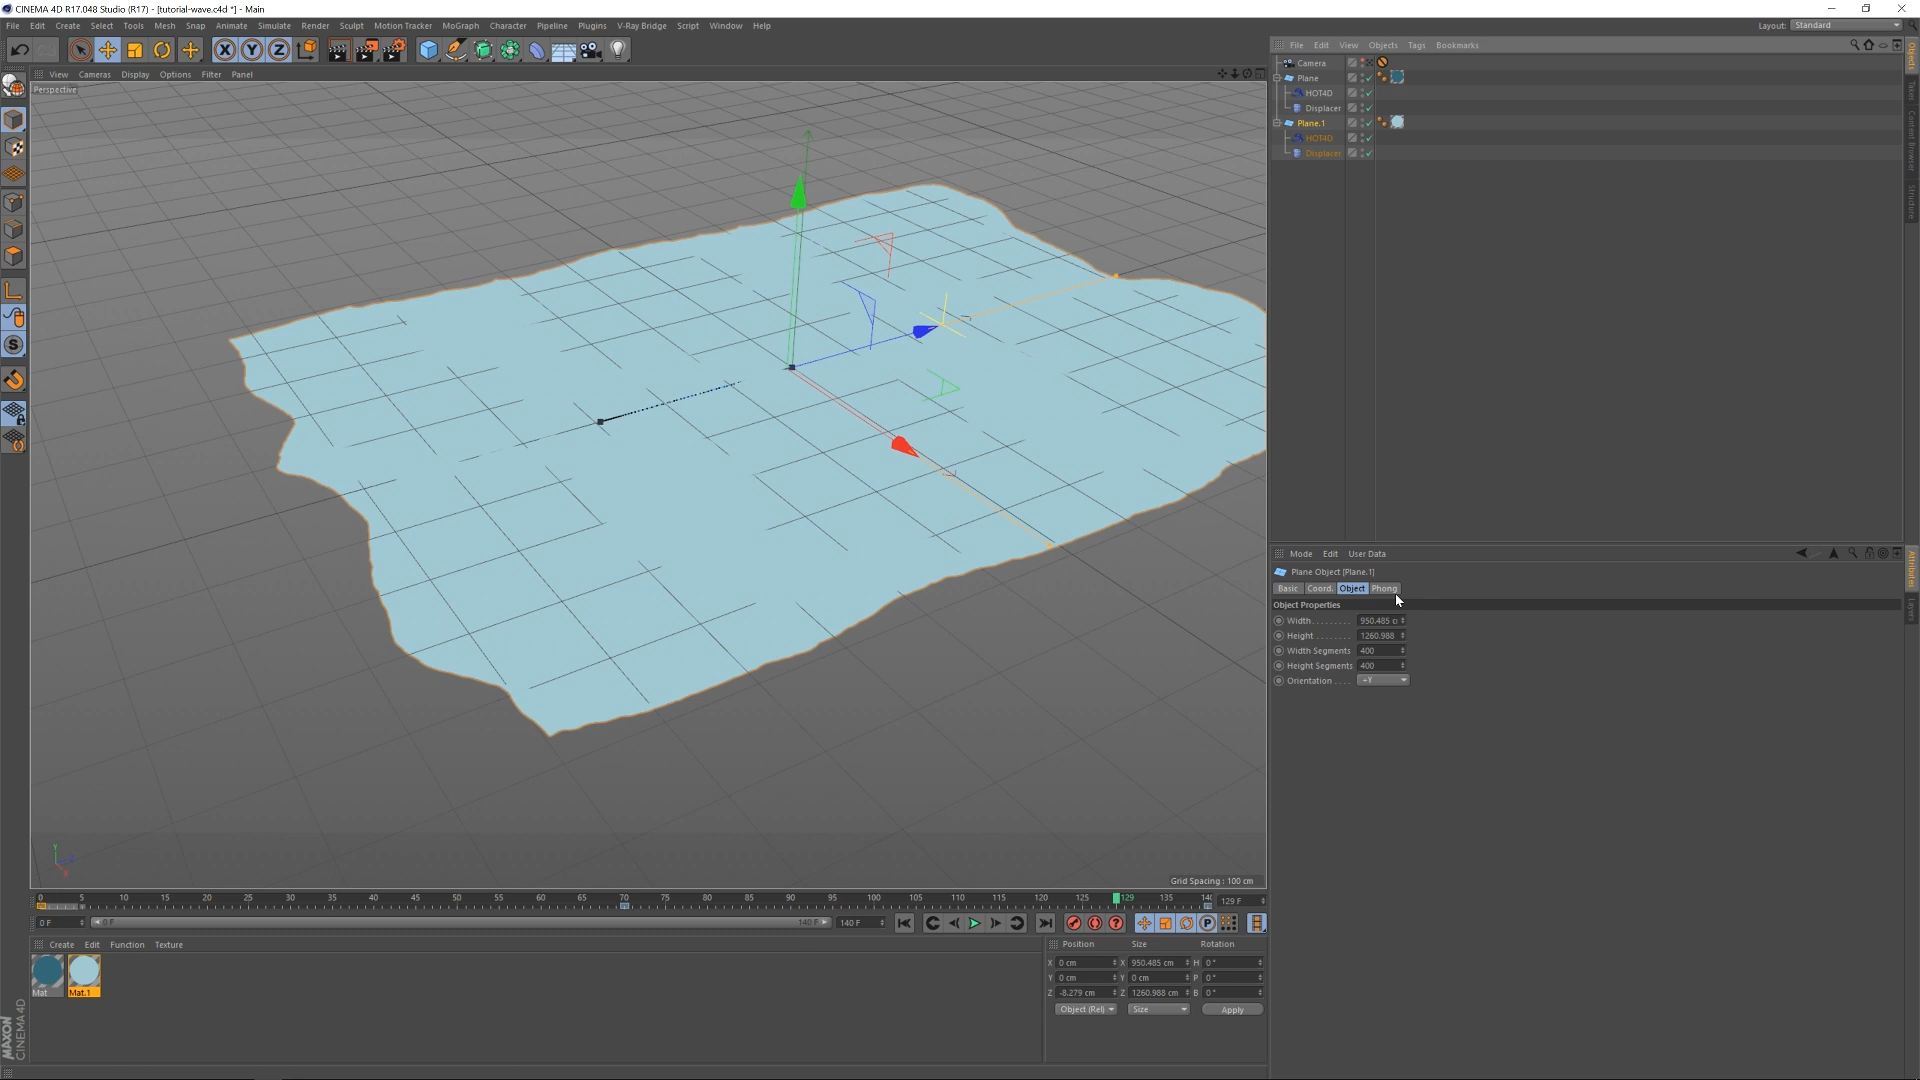 CINEMA 4D R17.048 Studio (R17) - [tutorial-wave.c4d *] - Main
File Edit Create Select Tools Mesh Snap Animate Simulate Render Sculpt Motion Tracker MoGraph Character Pipeline Plugins V-Ray Bridge Script Window Help
Layout: Standard
X Y Z
View Cameras Display Options Filter Panel
Perspective
File Edit View Objects Tags Bookmarks
Camera
Plane
HOT4D
Displacer
Plane.1
HOT4D
Displacer
Objects
Takes
Content Browser
Structure
Mode Edit User Data
Plane Object [Plane.1]
Basic Coord. Object Phong
Object Properties
Width 950.485 c
Height 1260.988
Width Segments 400
Height Segments 400
Orientation +Y
Attributes
Layers
Y
Z
X
Grid Spacing : 100 cm
0 5 10 15 20 25 30 35 40 45 50 55 60 65 70 75 80 85 90 95 100 105 110 115 120 125 129 135 140
129 F
0 F 0 F 140 F 140 F
P
Create Edit Function Texture
Mat Mat.1
Position Size Rotation
X 0 cm X 950.485 cm H 0 °
Y 0 cm Y 0 cm P 0 °
Z -8.279 cm Z 1260.988 cm B 0 °
Object (Rel) Size Apply
MAXON
CINEMA 4D